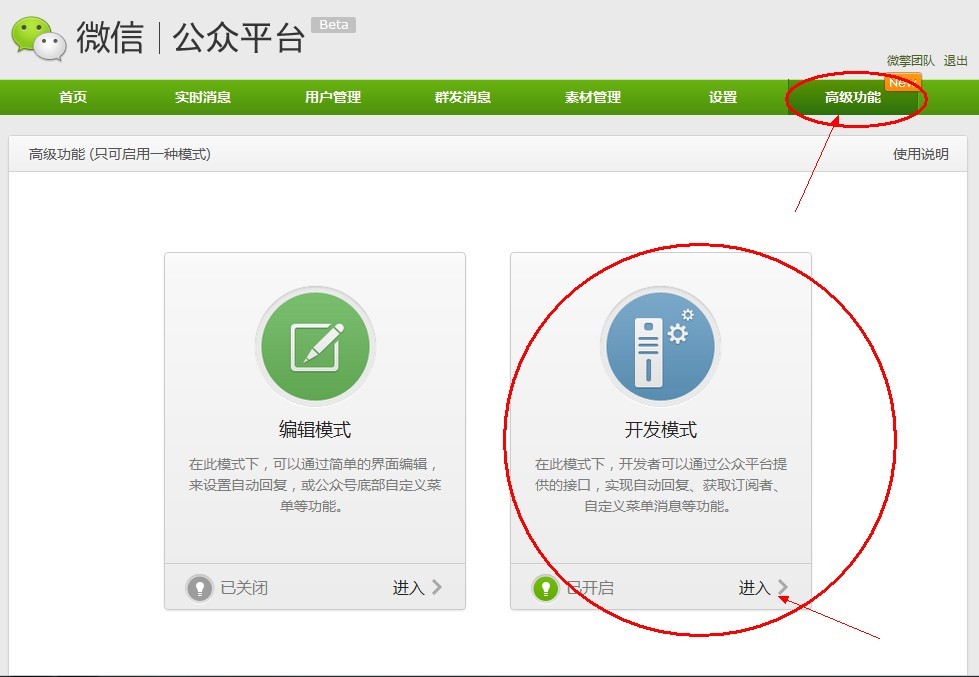 微信 | 公众平台 Beta
微擎团队 退出
首页 实时消息 用户管理 群发消息 素材管理 设置 高级功能 New
高级功能 (只可启用一种模式) 使用说明
编辑模式
在此模式下，可以通过简单的界面编辑，
来设置自动回复，或公众号底部自定义菜
单等功能。
已关闭 进入
开发模式
在此模式下，开发者可以通过公众平台提
供的接口，实现自动回复、获取订阅者、
自定义菜单消息等功能。
已开启 进入